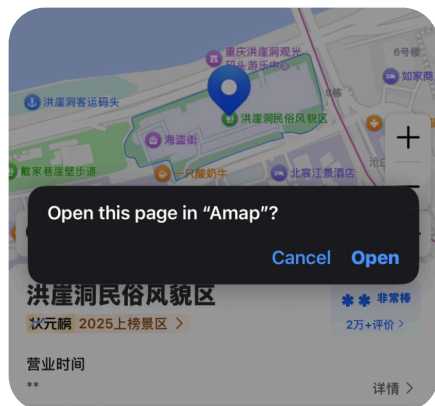 重庆洪崖洞观光
码头游乐中心
6号楼
如家商
洪崖洞客运码头
洪崖洞民俗风貌区
海盗街
戴家巷崖壁步道
一只酸奶牛
北宸江景酒店
Open this page in “Amap”?
Cancel
Open
洪崖洞民俗风貌区
** 非常棒
状元榜 2025上榜景区 >
2万+评价 >
营业时间
**
详情 >